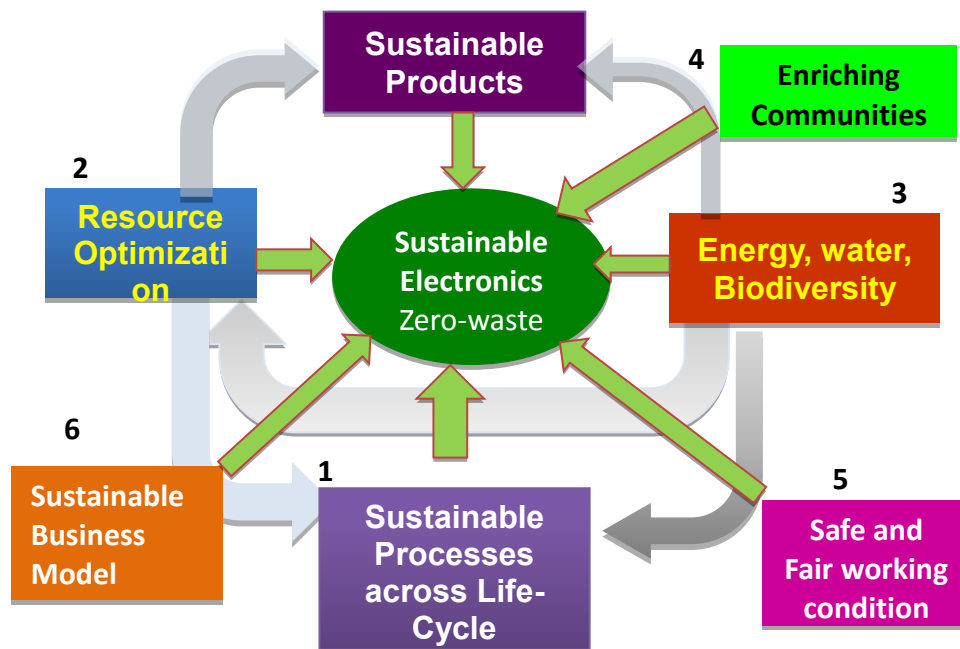 Sustainable
Products
4
Enriching
Communities
2
Resource
Optimizati
on
Sustainable
Electronics
Zero-waste
3
Energy, water,
Biodiversity
6
Sustainable
Business
Model
1
Sustainable
Processes
across Life-
Cycle
5
Safe and
Fair working
condition